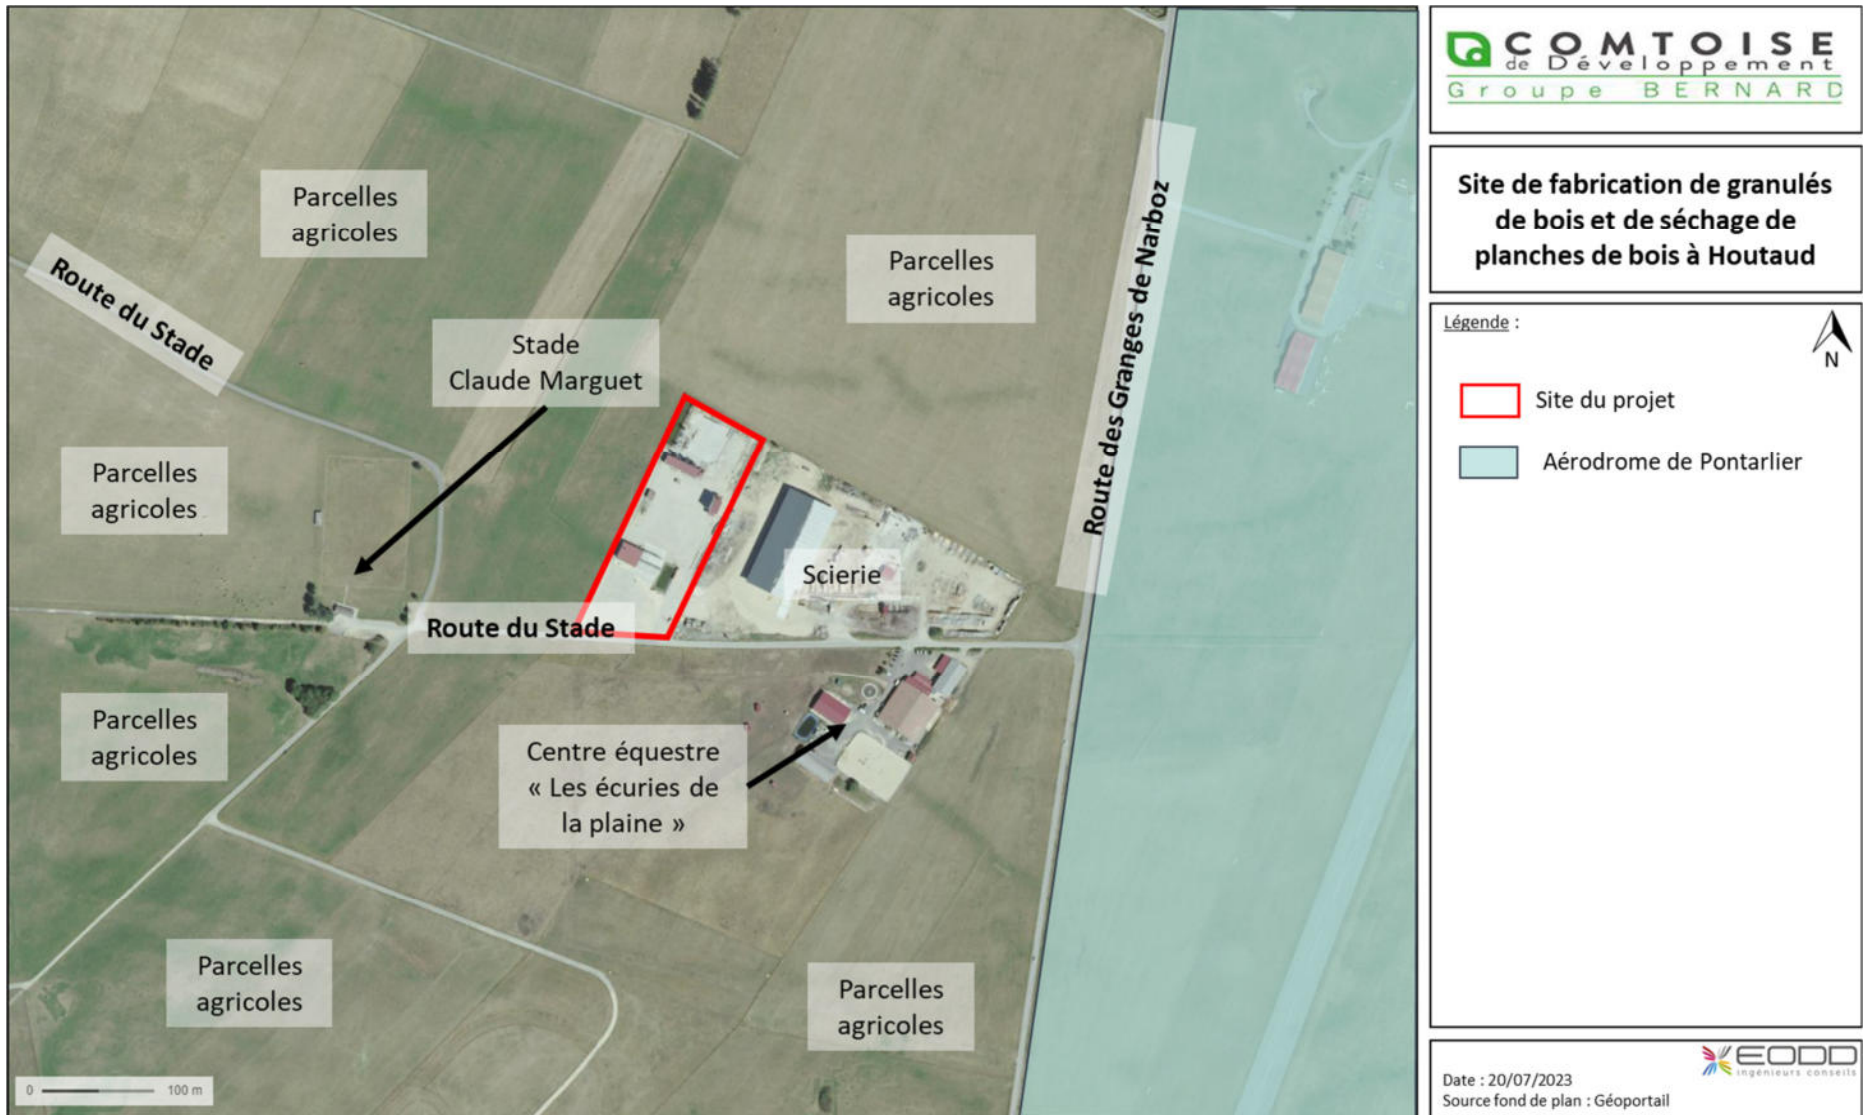 Parcelles
agricoles
Route du Stade
Stade
Claude Marguet
Parcelles
agricoles
Route des Granges de Narboz
Parcelles
agricoles
Scierie
Route du Stade
Parcelles
agricoles
Centre équestre
« Les écuries de
la plaine »
Parcelles
agricoles
Parcelles
agricoles
0 100 m
COMTOISE
de Développement
Groupe BERNARD
Site de fabrication de granulés
de bois et de séchage de
planches de bois à Houtaud
Légende :
N
Site du projet
Aérodrome de Pontarlier
EODD
ingénieurs conseils
Date : 20/07/2023
Source fond de plan : Géoportail